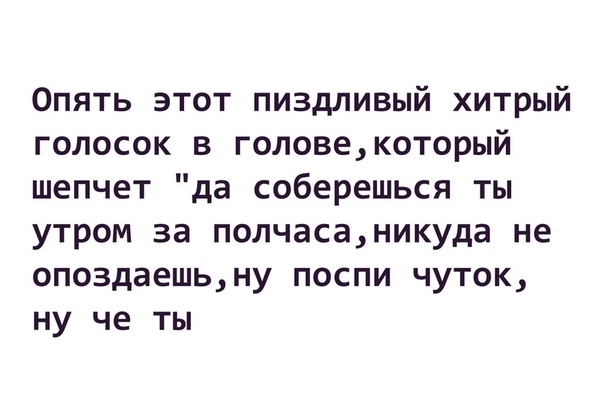 Опять этот пиздливый хитрый
голосок в голове,который
шепчет "да соберешься ты
утром за полчаса,никуда не
опоздаешь,ну поспи чуток,
ну че ты